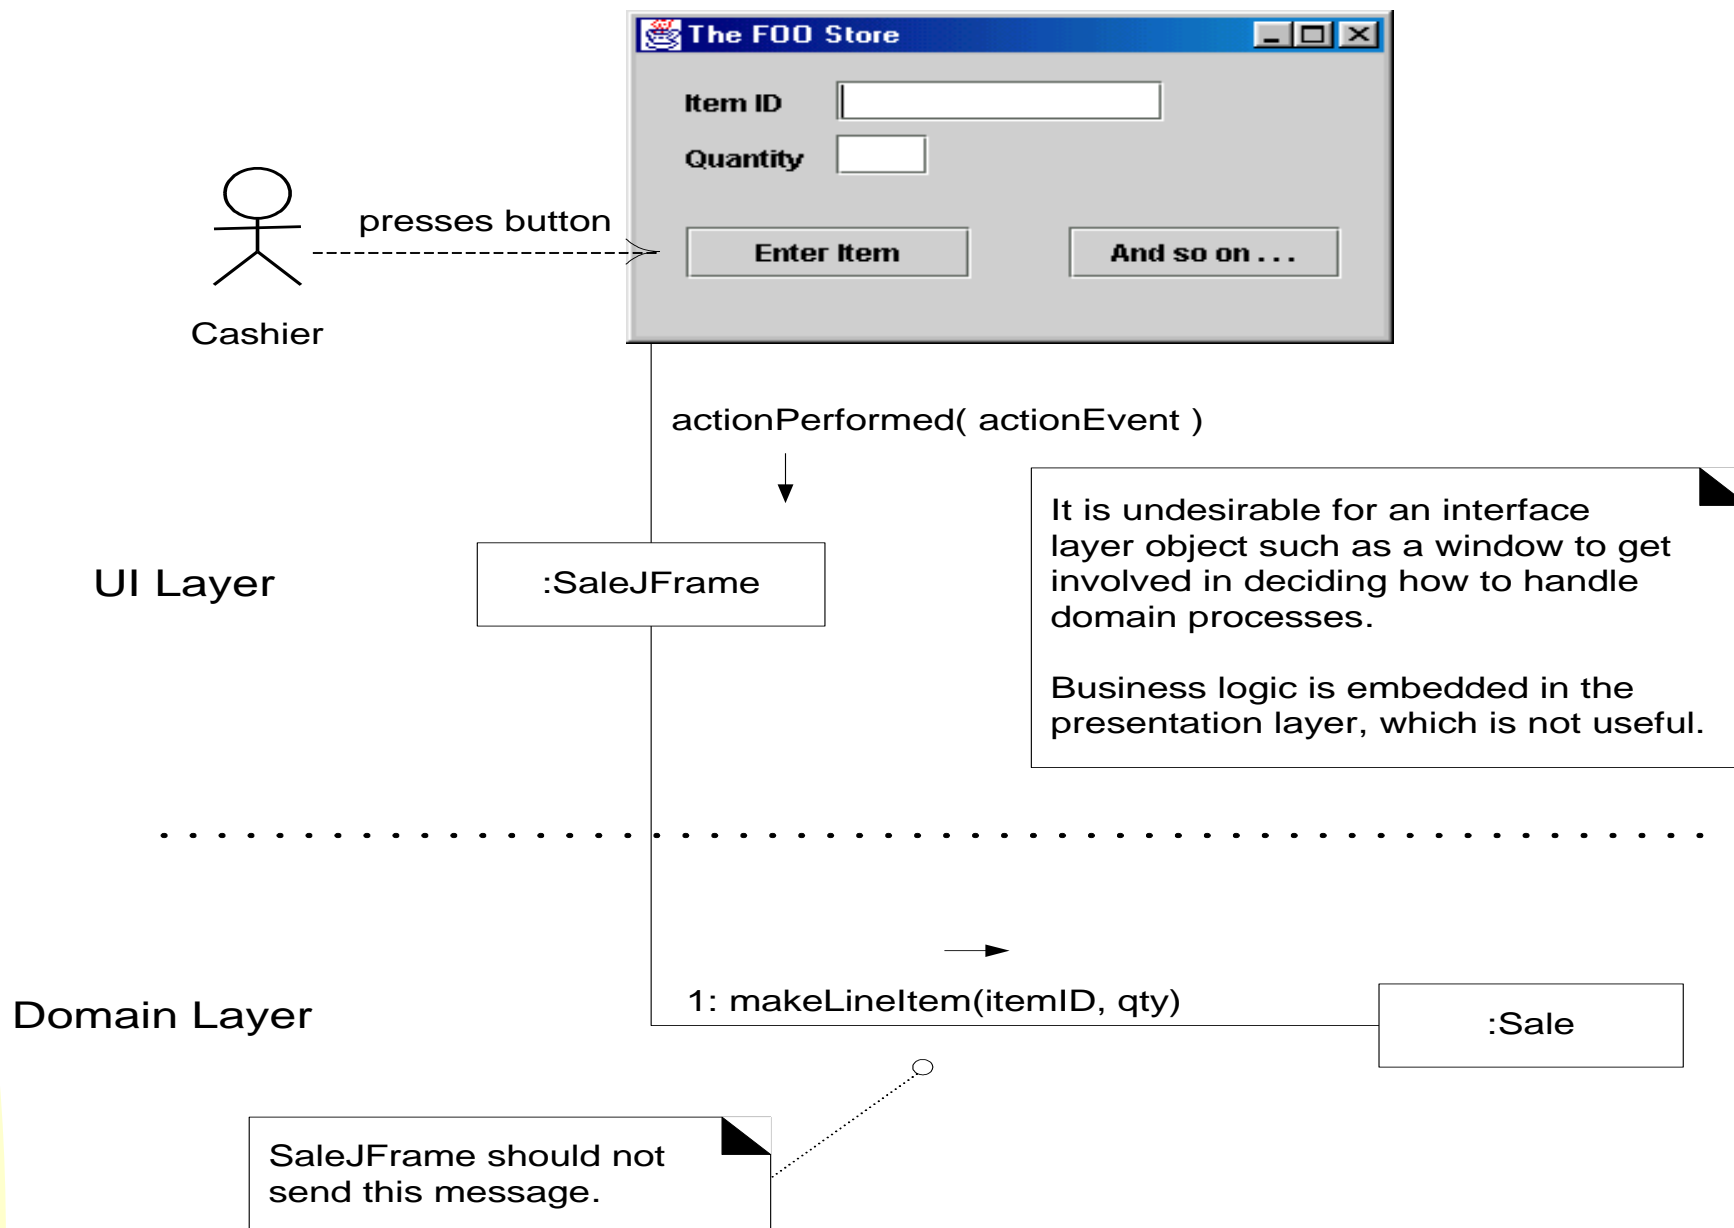 The FOO Store
Item ID
Quantity
Enter Item
And so on . . .
presses button
Cashier
actionPerformed( actionEvent )
UI Layer
:SaleJFrame
It is undesirable for an interface
layer object such as a window to get
involved in deciding how to handle
domain processes.
Business logic is embedded in the
presentation layer, which is not useful.
Domain Layer
1: makeLineItem(itemID, qty)
:Sale
SaleJFrame should not
send this message.